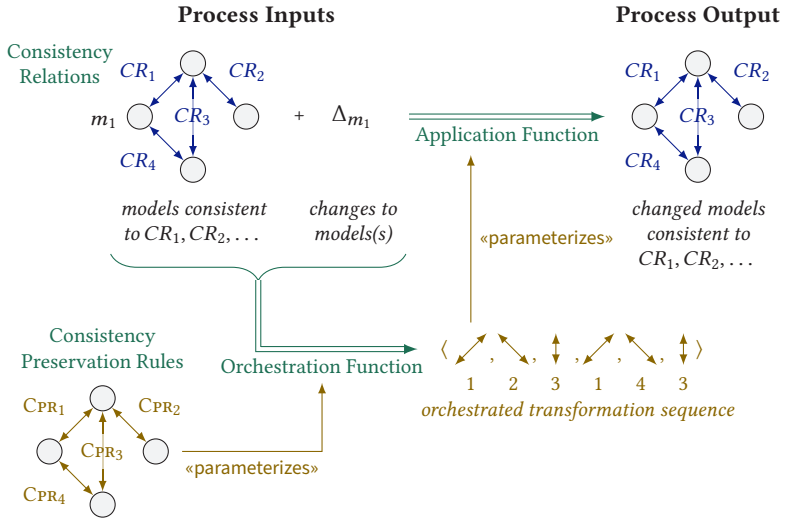 Process Inputs
Process Output
Consistency
Relations
CR₁
CR₂
m₁
CR₃
CR₄
+
Δm₁
Application Function
CR₁
CR₂
CR₃
CR₄
models consistent
to CR₁, CR₂, . . .
changes to
models(s)
«parameterizes»
changed models
consistent to
CR₁, CR₂, . . .
Consistency
Preservation Rules
Orchestration Function
⟨ , , , , , ⟩
1 2 3 1 4 3
orchestrated transformation sequence
CPR₁
CPR₂
CPR₃
CPR₄
«parameterizes»